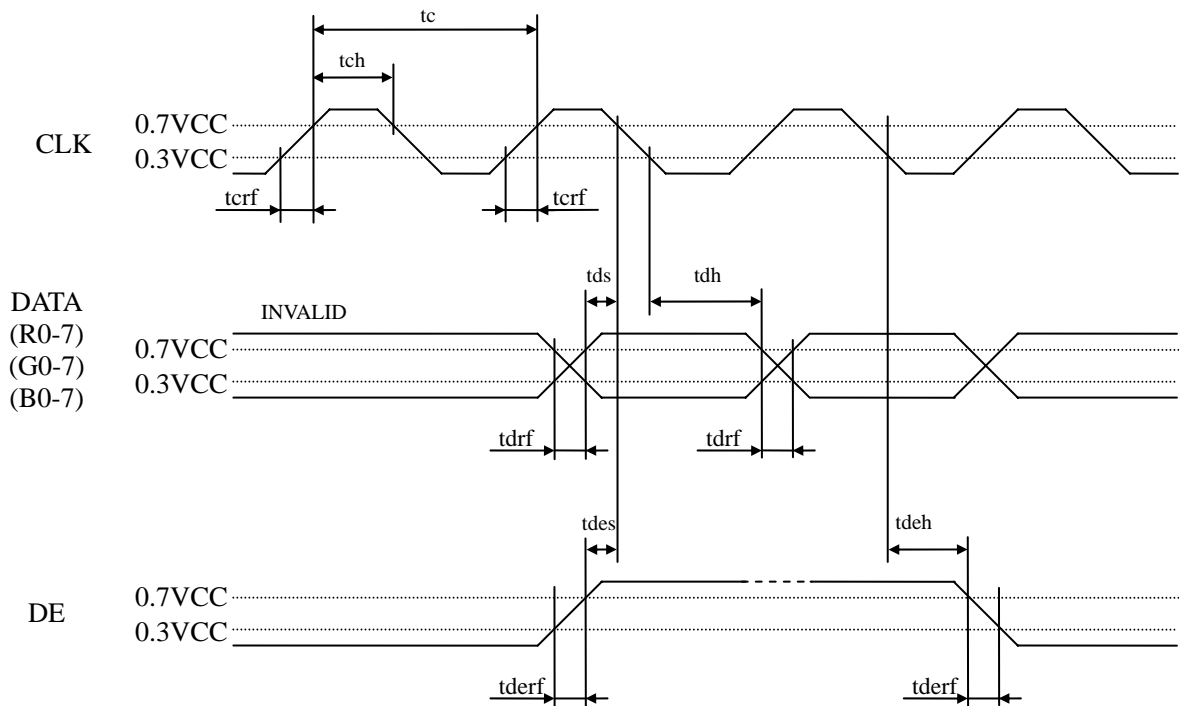 tc
tch
0.7VCC
CLK
0.3VCC
tcrf
tcrf
tds
tdh
DATA
INVALID
(R0-7)
0.7VCC
(G0-7)
0.3VCC
(B0-7)
tdrf
tdrf
tdes
tdeh
0.7VCC
DE
0.3VCC
tderf
tderf